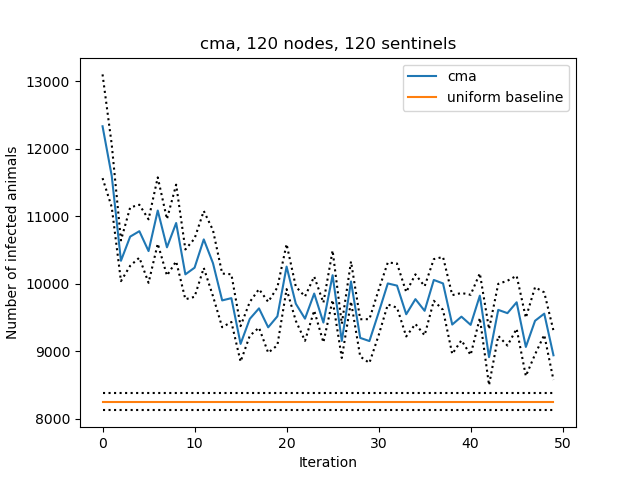 cma, 120 nodes, 120 sentinels
cma
uniform baseline
Number of infected animals
13000
12000
11000
10000
9000
8000
0 10 20 30 40 50
Iteration